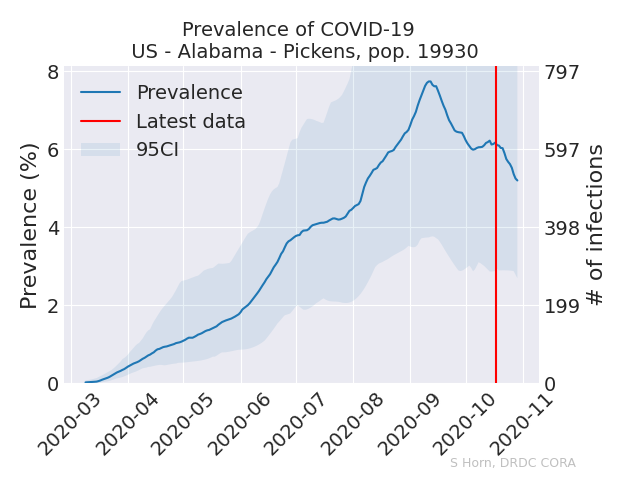 Prevalence of COVID-19
US - Alabama - Pickens, pop. 19930
Prevalence
Latest data
95CI
Prevalence (%)
8
6
4
2
0
797
597
398
199
0
# of infections
2020-03
2020-04
2020-05
2020-06
2020-07
2020-08
2020-09
2020-10
2020-11
S Horn, DRDC CORA